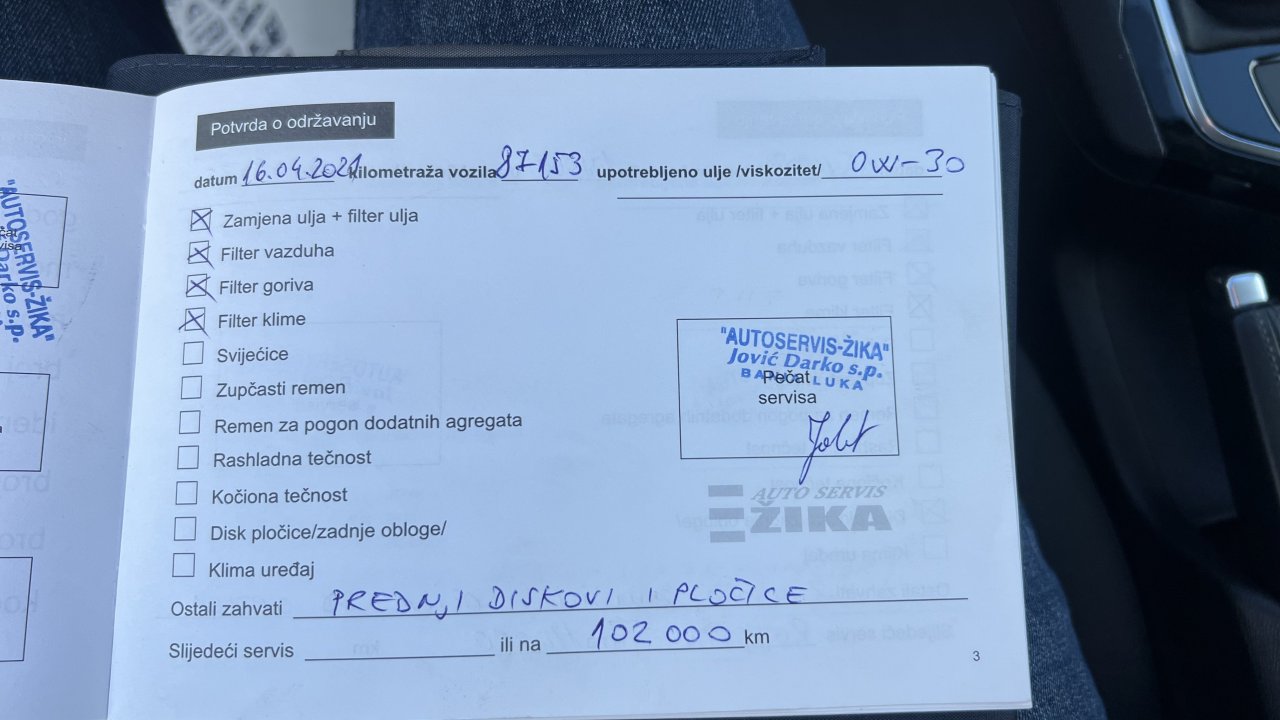 Potvrda o održavanju
datum 16.04.2021 kilometraža vozila 87153 upotrebljeno ulje /viskozitet/ 0W-30
Zamjena ulja + filter ulja
Filter vazduha
Filter goriva
Filter klime
Svijećice
Zupčasti remen
Remen za pogon dodatnih agregata
Rashladna tečnost
Kočiona tečnost
Disk pločice/zadnje obloge/
Klima uređaj
"AUTOSERVIS-ŽIKA"
Jović Darko s.p.
BANJA LUKA
Pečat
servisa
AUTO SERVIS
ŽIKA
Ostali zahvati PREDNJI DISKOVI I PLOČICE
Slijedeći servis ili na 102 000 km
3
"AUTOSERVIS-ŽIKA"
Darko s.p.